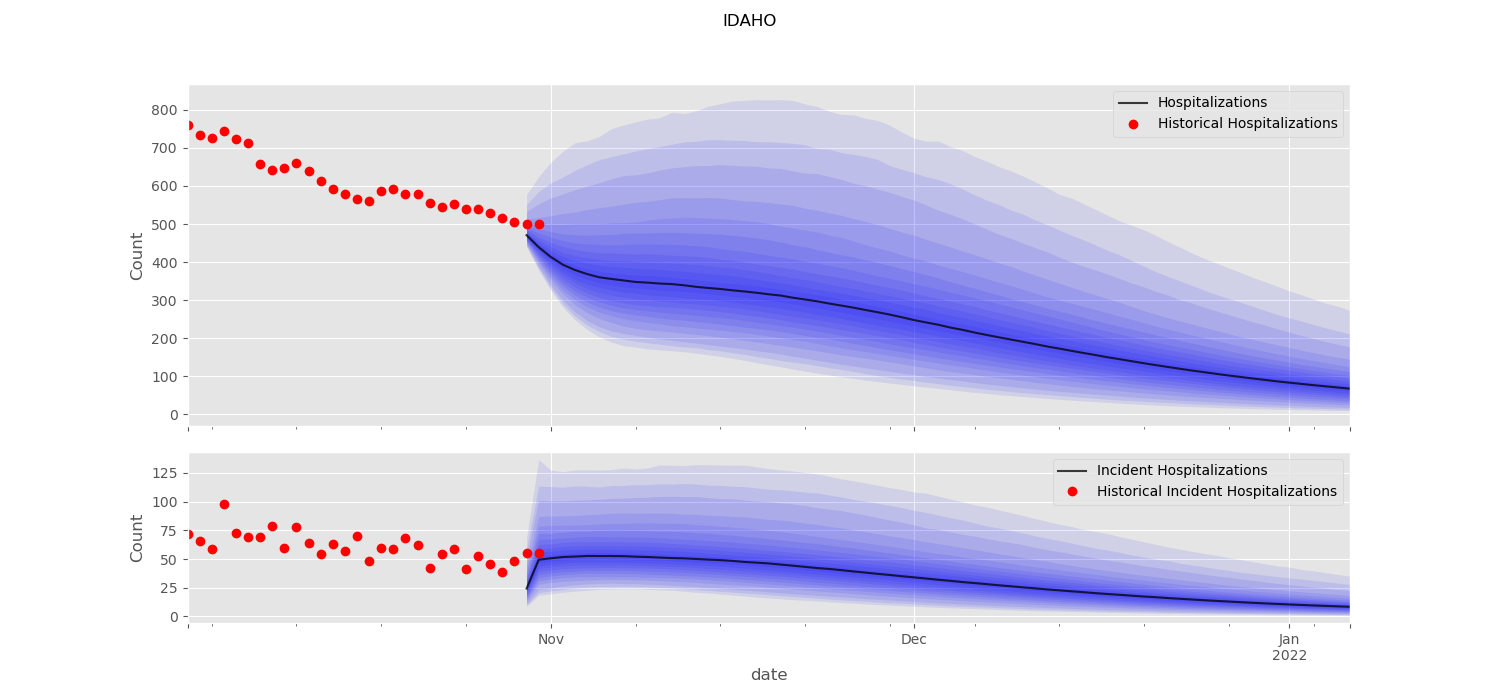 IDAHO
Hospitalizations
Historical Hospitalizations
800
700
600
500
400
300
200
100
0
Count
Incident Hospitalizations
Historical Incident Hospitalizations
125
100
75
50
25
0
Count
Nov
Dec
Jan
2022
date